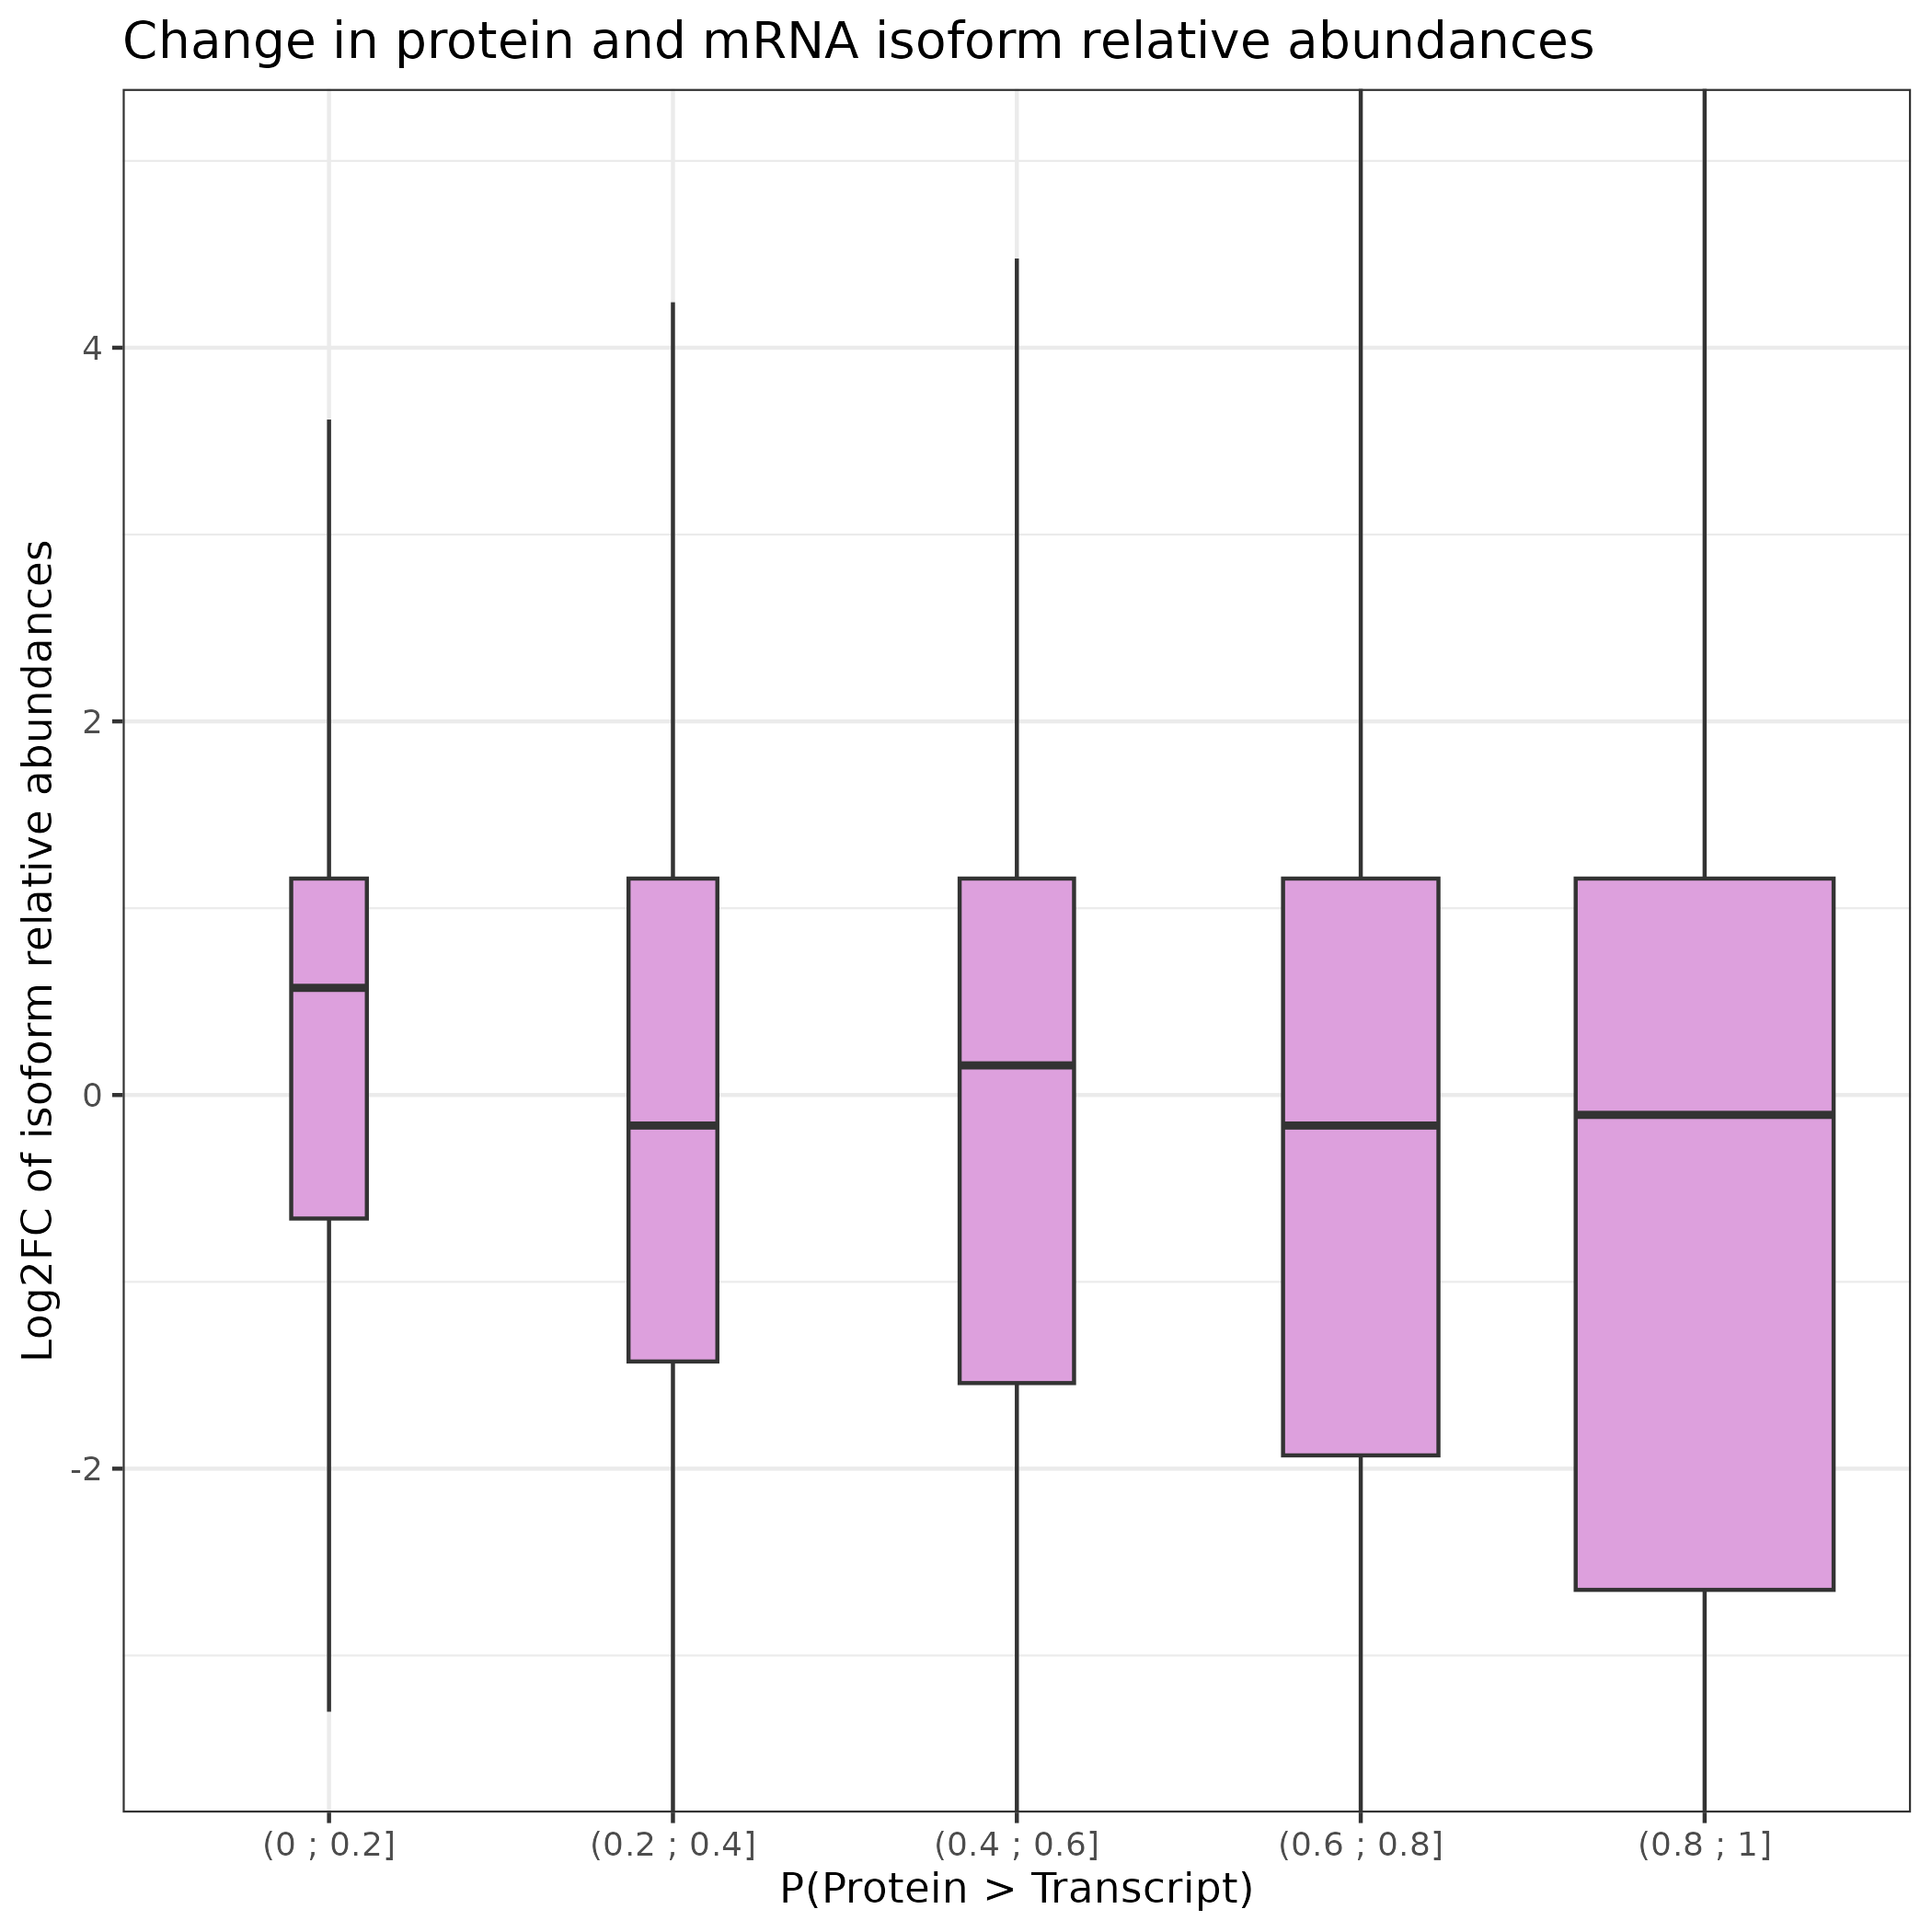 Change in protein and mRNA isoform relative abundances
Log2FC of isoform relative abundances
4
2
0
-2
(0 ; 0.2]
(0.2 ; 0.4]
(0.4 ; 0.6]
(0.6 ; 0.8]
(0.8 ; 1]
P(Protein > Transcript)